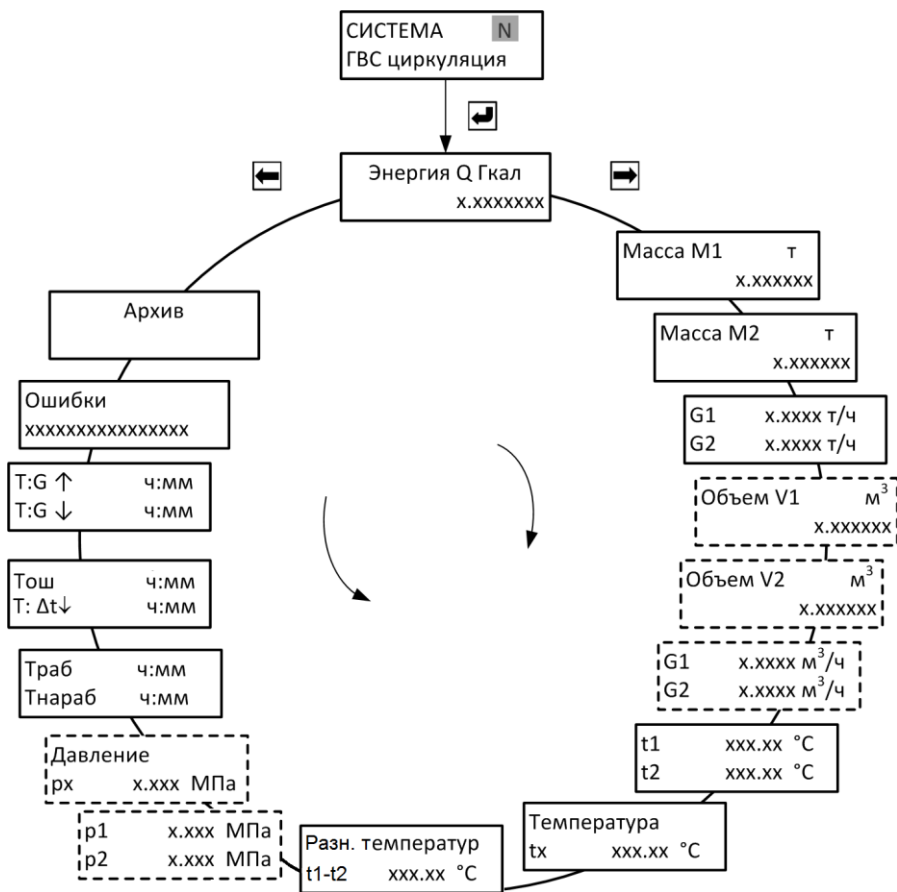 СИСТЕМА N
ГВС циркуляция
Энергия Q Гкал
x.xxxxxxx
Масса М1 т
x.xxxxxx
Масса М2 т
x.xxxxxx
G1 x.xxxx т/ч
G2 x.xxxx т/ч
Объем V1 м³
x.xxxxxx
Объем V2 м³
x.xxxxxx
G1 x.xxxx м³/ч
G2 x.xxxx м³/ч
t1 xxx.xx °C
t2 xxx.xx °C
Температура
tx xxx.xx °C
Разн. температур
t1-t2 xxx.xx °C
p1 x.xxx МПа
p2 x.xxx МПа
Давление
px x.xxx МПа
Траб ч:мм
Тнараб ч:мм
Тош ч:мм
T: Δt↓ ч:мм
T:G ↑ ч:мм
T:G ↓ ч:мм
Ошибки
xxxxxxxxxxxxxxxx
Архив